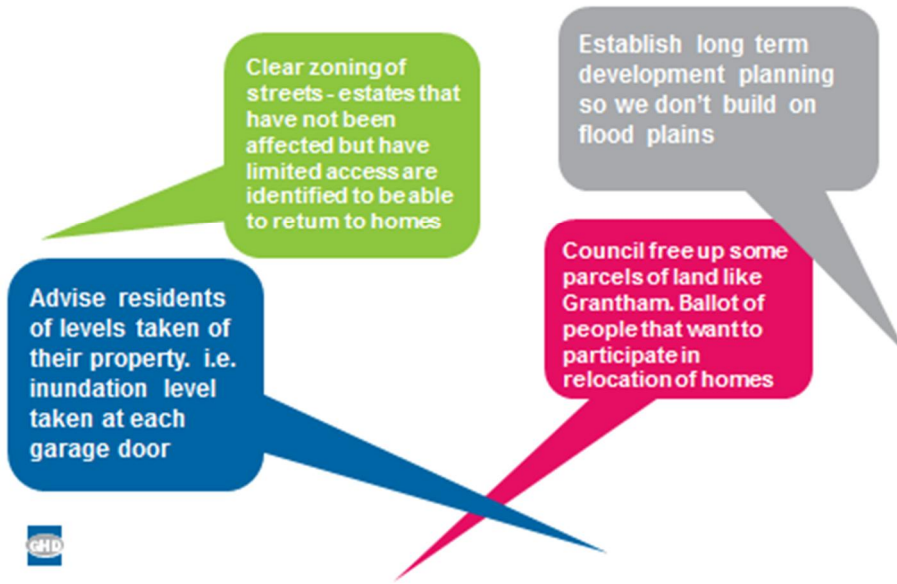 Clear zoning of
streets - estates that
have not been
affected but have
limited access are
identified to be able
to return to homes
Establish long term
development planning
so we don't build on
flood plains
Advise residents
of levels taken of
their property. i.e.
inundation level
taken at each
garage door
Council free up some
parcels of land like
Grantham. Ballot of
people that want to
participate in
relocation of homes
GHD